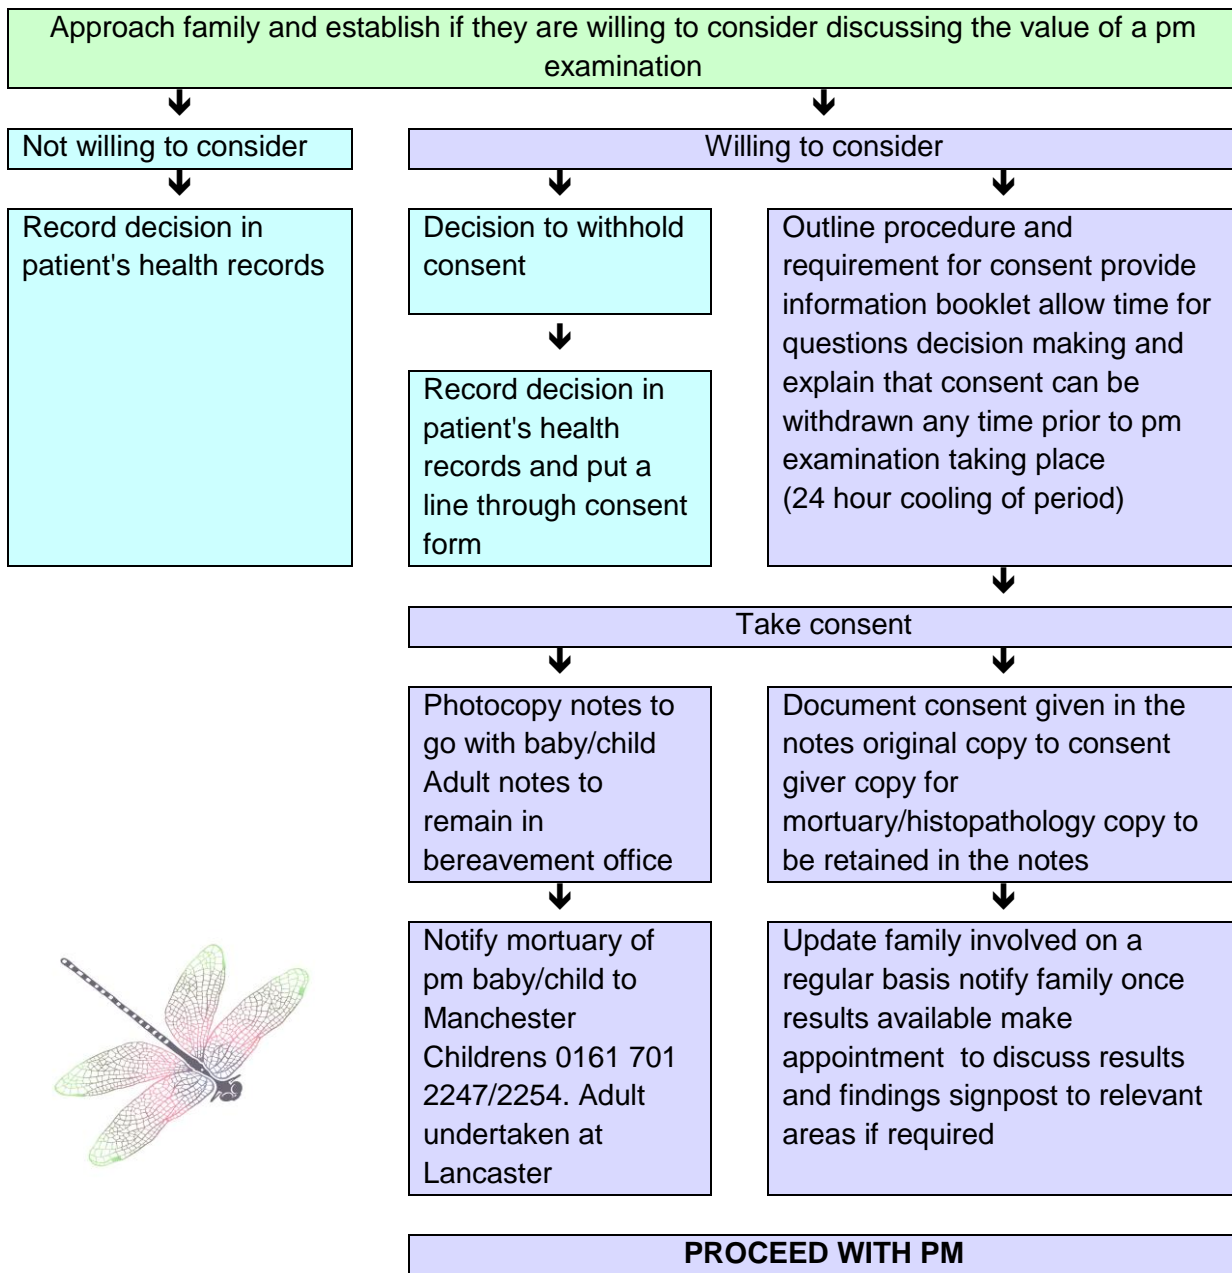 Approach family and establish if they are willing to consider discussing the value of a pm
examination
Not willing to consider
Willing to consider
Record decision in
patient's health records
Decision to withhold
consent
Record decision in
patient's health
records and put a
line through consent
form
Outline procedure and
requirement for consent provide
information booklet allow time for
questions decision making and
explain that consent can be
withdrawn any time prior to pm
examination taking place
(24 hour cooling of period)
Take consent
Photocopy notes to
go with baby/child
Adult notes to
remain in
bereavement office
Document consent given in the
notes original copy to consent
giver copy for
mortuary/histopathology copy to
be retained in the notes
Notify mortuary of
pm baby/child to
Manchester
Childrens 0161 701
2247/2254. Adult
undertaken at
Lancaster
Update family involved on a
regular basis notify family once
results available make
appointment  to discuss results
and findings signpost to relevant
areas if required
PROCEED WITH PM